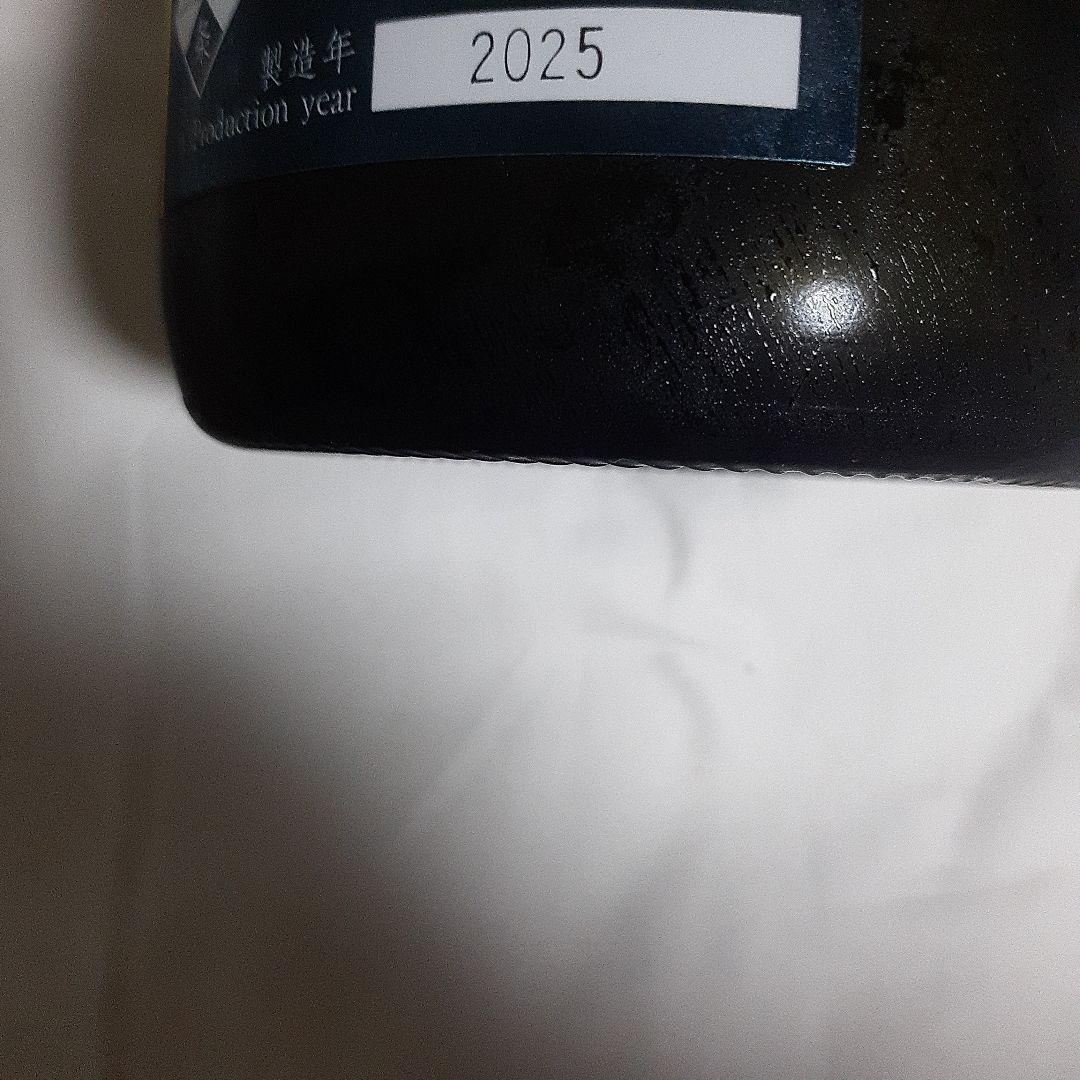 製造年 2025
Production year